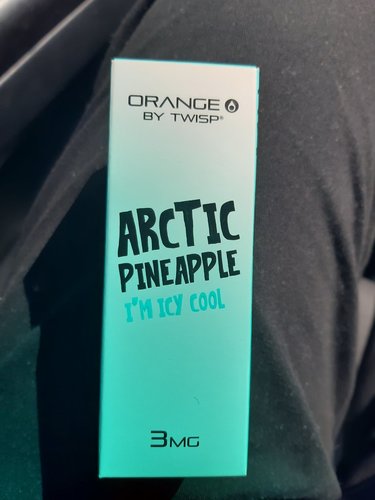 ORANGE
BY TWISP®
ARCTIC
PINEAPPLE
I'M ICY COOL
3MG